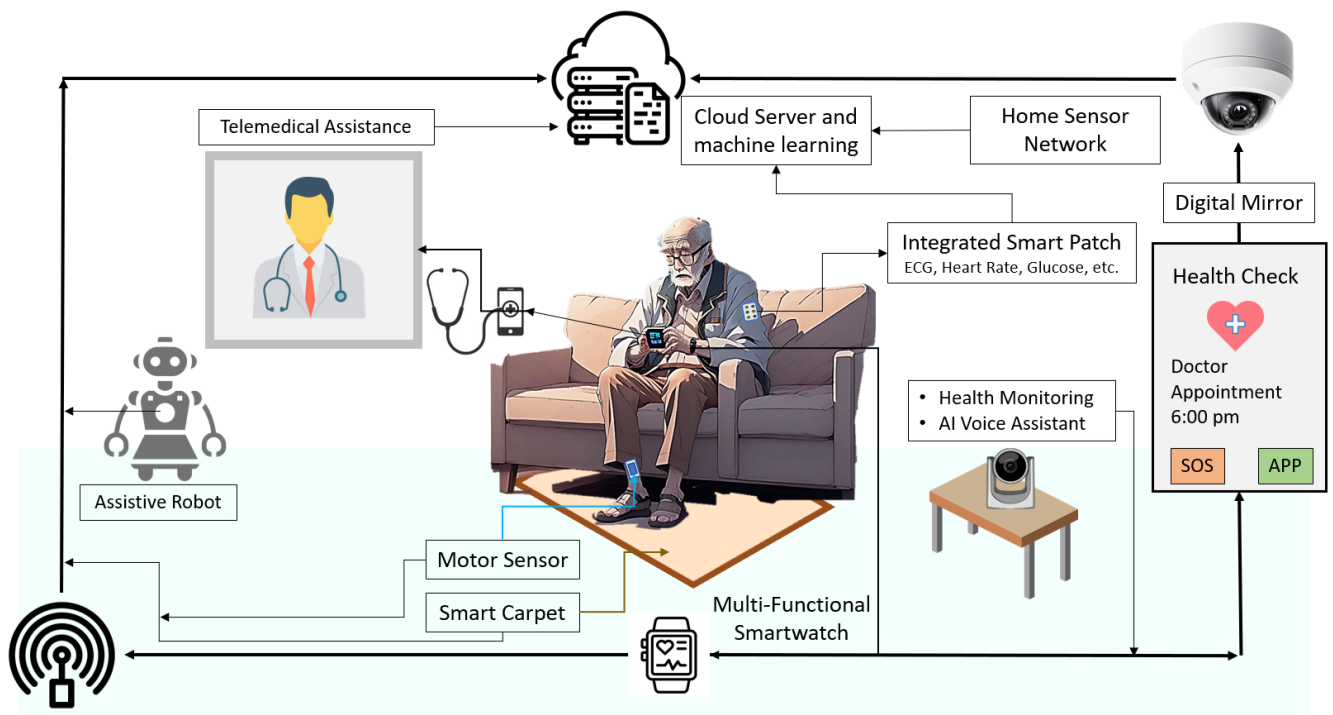 Telemedical Assistance
Cloud Server and
machine learning
Home Sensor
Network
Digital Mirror
Integrated Smart Patch
ECG, Heart Rate, Glucose, etc.
Health Check
Doctor
Appointment
6:00 pm
SOS
APP
• Health Monitoring
• AI Voice Assistant
Assistive Robot
Motor Sensor
Smart Carpet
Multi-Functional
Smartwatch